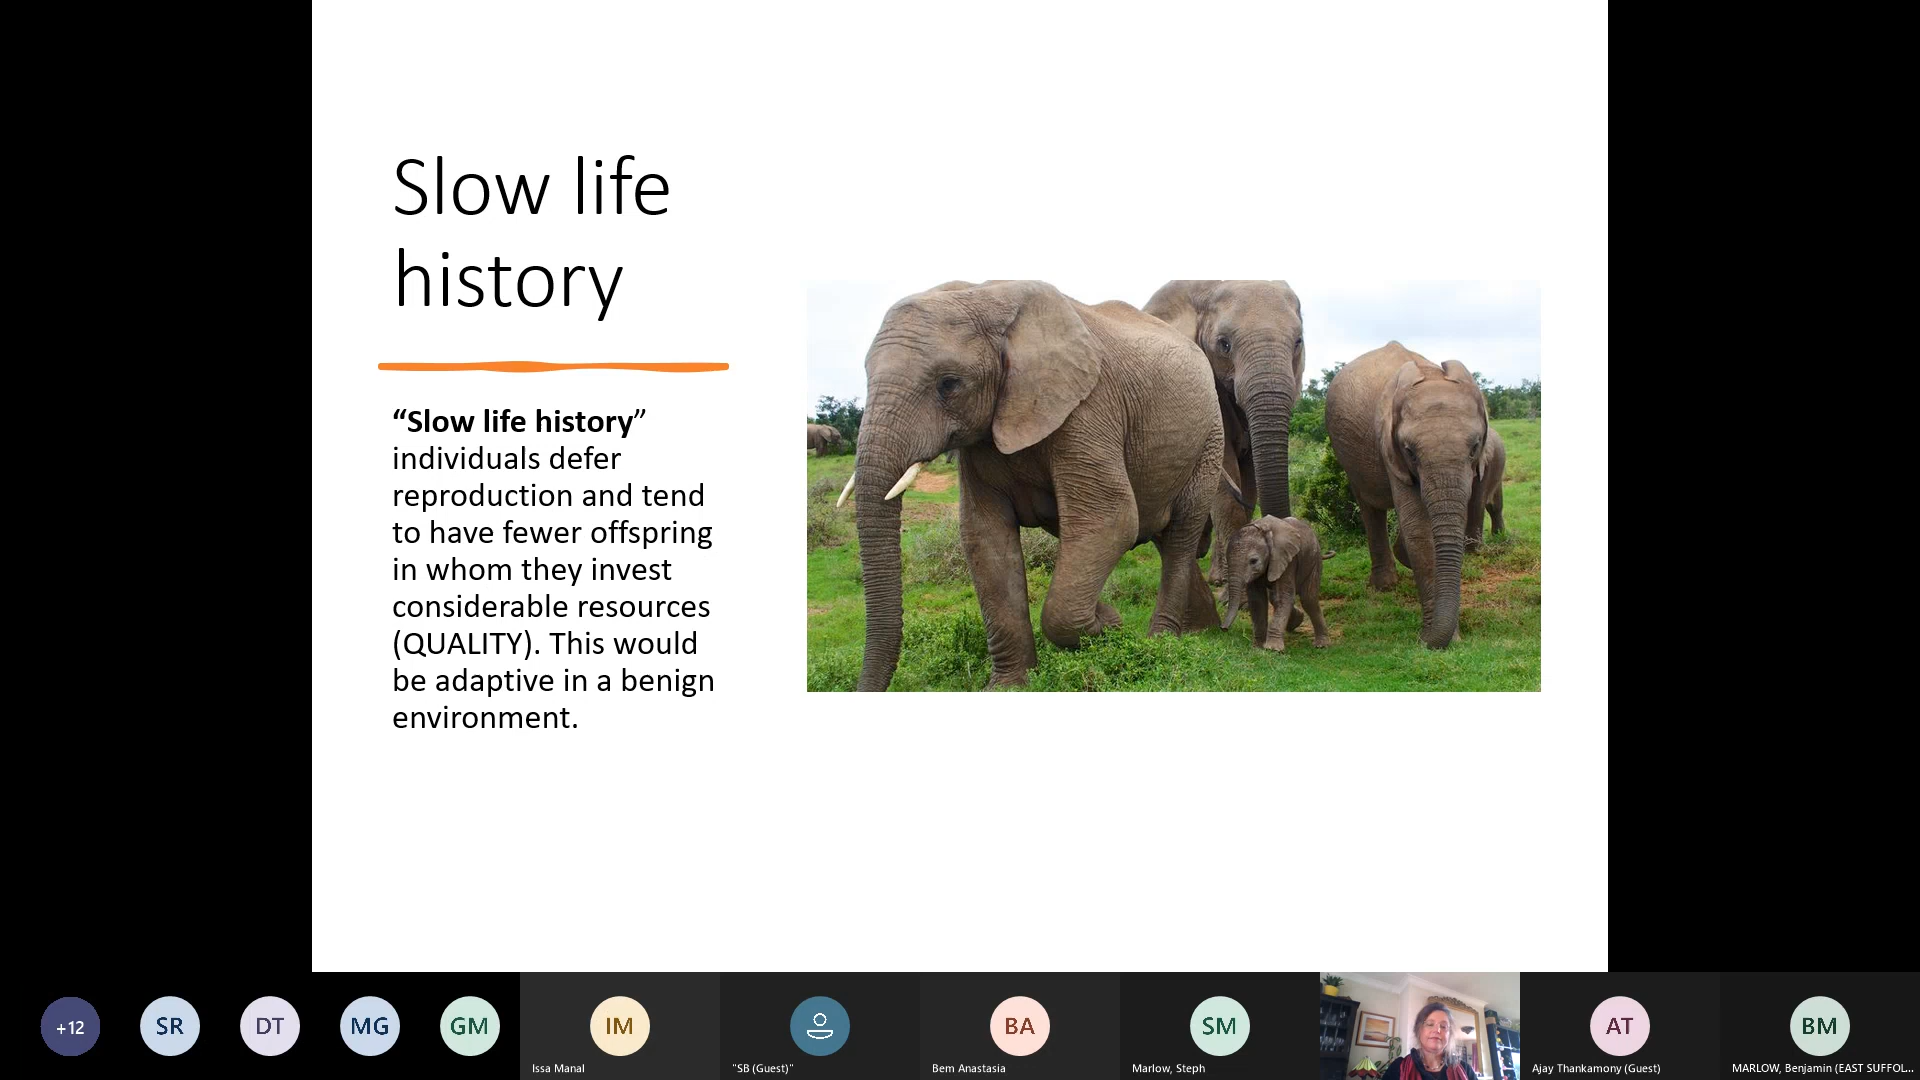 Slow life
history
“Slow life history”
individuals defer
reproduction and tend
to have fewer offspring
in whom they invest
considerable resources
(QUALITY). This would
be adaptive in a benign
environment.
+12
SR
DT
MG
GM
IM
BA
SM
AT
BM
Issa Manal
"SB (Guest)"
Bem Anastasia
Marlow, Steph
Ajay Thankamony (Guest)
MARLOW, Benjamin (EAST SUFFOL...